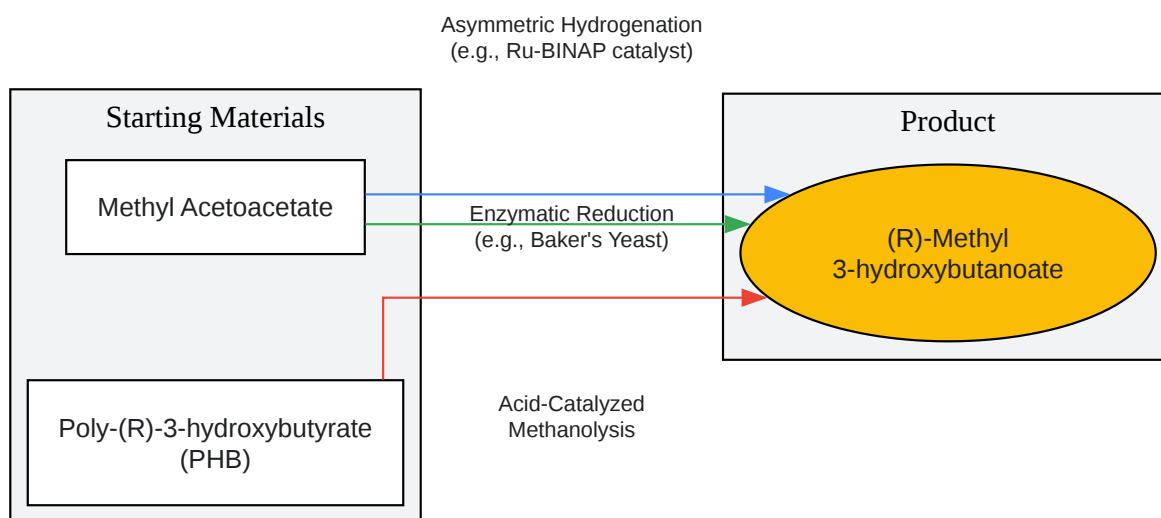 Asymmetric Hydrogenation
(e.g., Ru-BINAP catalyst)
Starting Materials
Product
Methyl Acetoacetate
Enzymatic Reduction
(e.g., Baker's Yeast)
(R)-Methyl
3-hydroxybutanoate
Acid-Catalyzed
Methanolysis
Poly-(R)-3-hydroxybutyrate
(PHB)